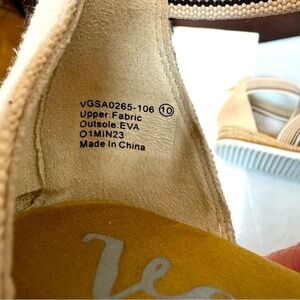 VGSA0265-106 10
Upper:Fabric
Outsole:EVA
O1MIN23
Made In China